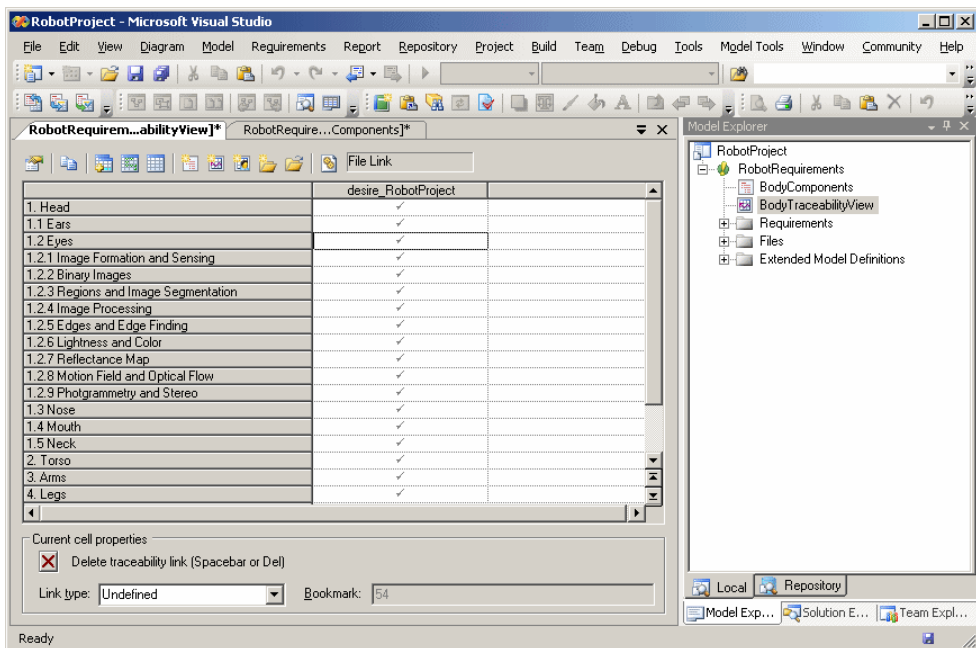 RobotProject - Microsoft Visual Studio
File Edit View Diagram Model Requirements Report Repository Project Build Team Debug Tools Model Tools Window Community Help
RobotRequirem...abilityView]* RobotRequire...Components]*
File Link
desire_RobotProject
1. Head
1.1 Ears
1.2 Eyes
1.2.1 Image Formation and Sensing
1.2.2 Binary Images
1.2.3 Regions and Image Segmentation
1.2.4 Image Processing
1.2.5 Edges and Edge Finding
1.2.6 Lightness and Color
1.2.7 Reflectance Map
1.2.8 Motion Field and Optical Flow
1.2.9 Photgrammetry and Stereo
1.3 Nose
1.4 Mouth
1.5 Neck
2. Torso
3. Arms
4. Legs
Current cell properties
Delete traceability link (Spacebar or Del)
Link type: Undefined Bookmark: 54
Model Explorer
RobotProject
RobotRequirements
BodyComponents
BodyTraceabilityView
Requirements
Files
Extended Model Definitions
Local Repository
Model Exp... Solution E... Team Expl...
Ready